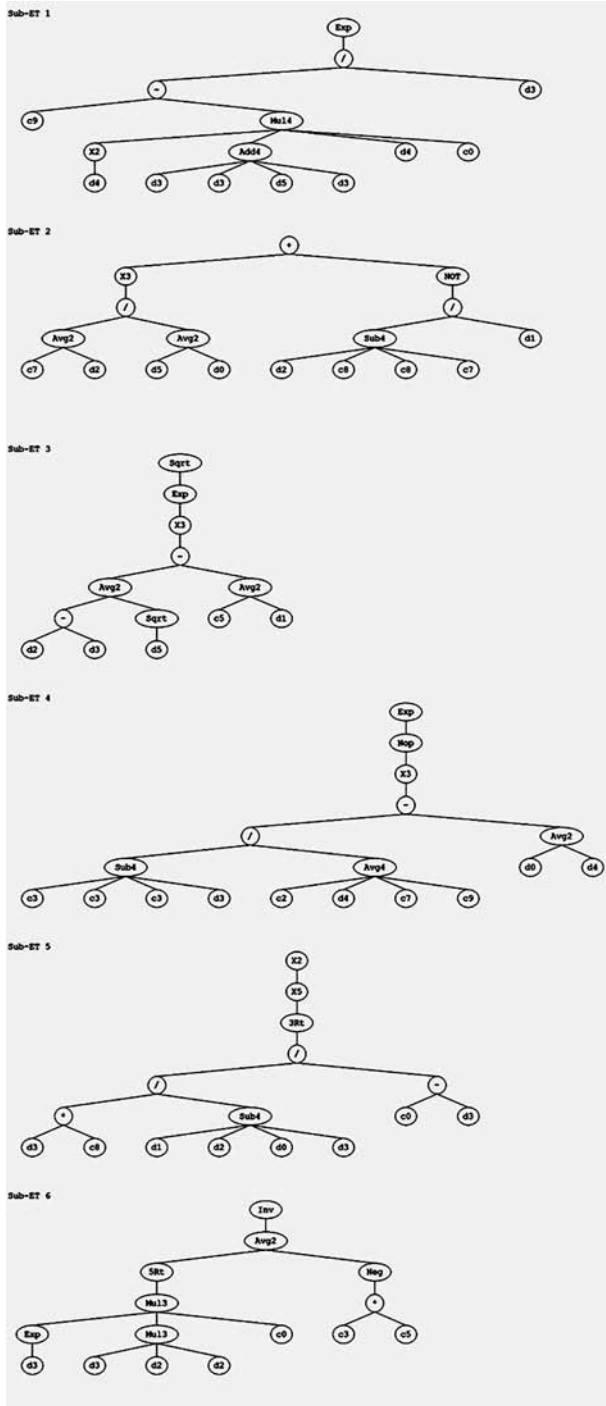 Sub-ET 1
Exp
/
- d3
c9 Mul4
X2 Add4 d4 c0
d4 d3 d3 d5 d3
Sub-ET 2
+
X3 NOT
/ /
Avg2 Avg2 Sub4 d1
c7 d2 d5 d0 d2 c8 c8 c7
Sub-ET 3
Sqrt
Exp
X3
-
Avg2 Avg2
- Sqrt c5 d1
d2 d3 d5
Sub-ET 4
Exp
Nop
X3
-
/ Avg2
Sub4 Avg4 d0 d4
c3 c3 c3 d3 c2 d4 c7 c9
Sub-ET 5
X2
X5
3Rt
/
/ -
* Sub4 c0 d3
d3 c8 d1 d2 d0 d3
Sub-ET 6
Inv
Avg2
5Rt Neg
Mul3 *
Exp Mul3 c0 c3 c5
d3 d3 d2 d2